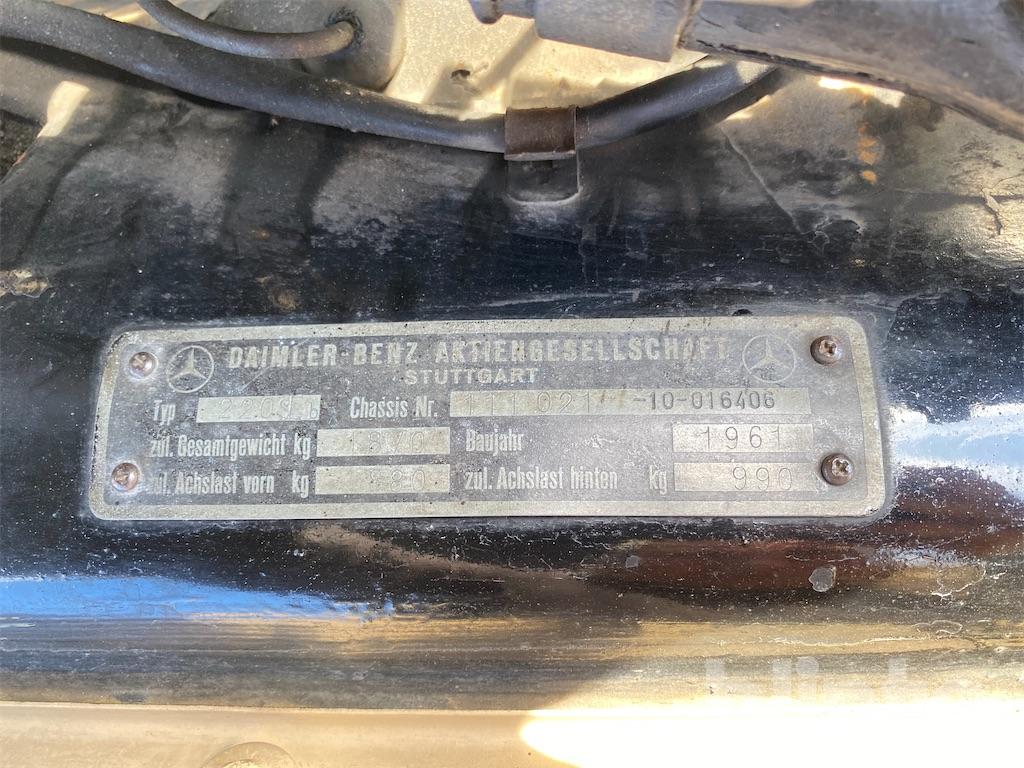 DAIMLER-BENZ AKTIENGESELLSCHAFT
STUTTGART
Typ 220S b Chassis Nr. 111 021 -10-016406
zul. Gesamtgewicht kg Baujahr 1961
zul. Achslast vorn kg zul. Achslast hinten kg 990